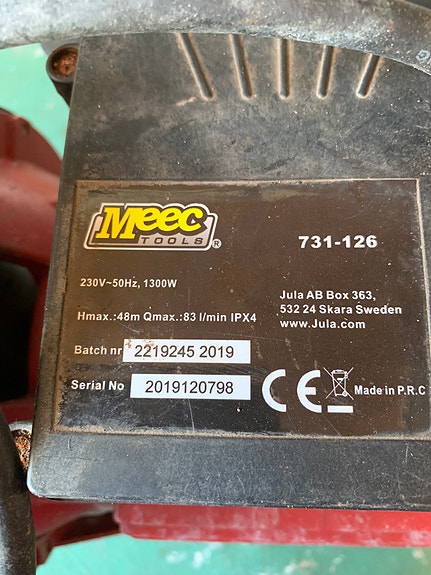 Meec
TOOLS®
731-126
230V~50Hz, 1300W
Jula AB Box 363,
532 24 Skara Sweden
www.Jula.com
Hmax.:48m Qmax.:83 l/min IPX4
Batch nr 2219245 2019
Serial No 2019120798
CE
Made in P.R.C